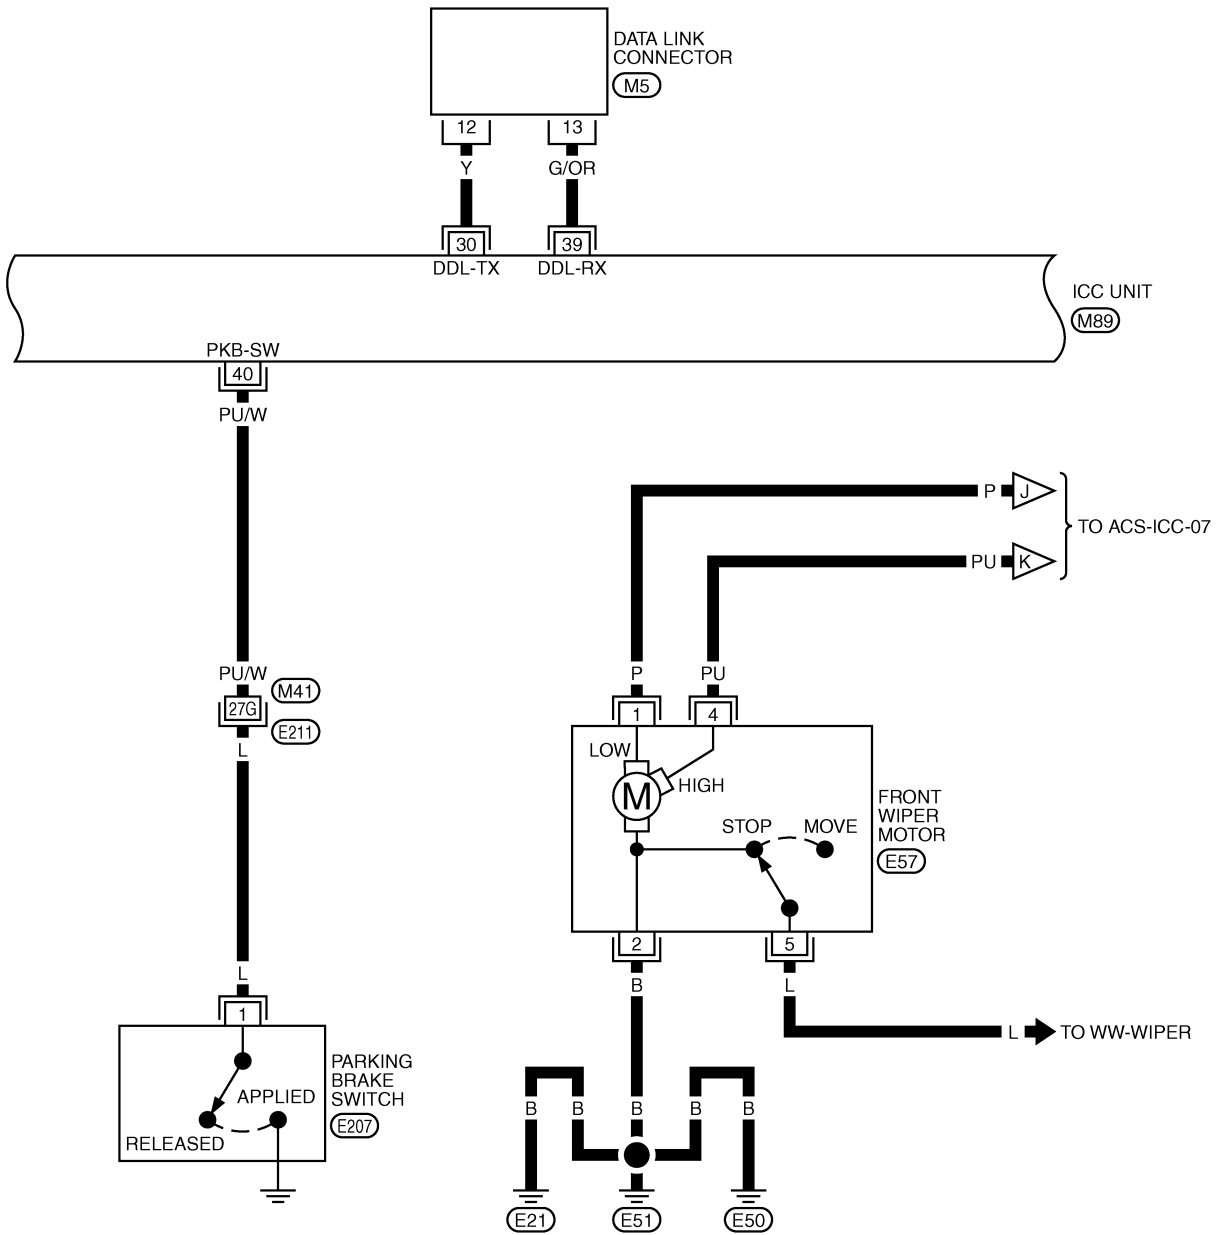 DATA LINK
CONNECTOR
M5
12 13
Y G/OR
30 39
DDL-TX DDL-RX
ICC UNIT
M89
PKB-SW
40
PU/W
P J
TO ACS-ICC-07
PU K
PU/W
M41
27G
E211
L
P PU
1 4
LOW
HIGH
M
STOP MOVE
FRONT
WIPER
MOTOR
E57
2 5
B L
L
1
L TO WW-WIPER
PARKING
BRAKE
SWITCH
E207
APPLIED
RELEASED
B B B B B
E21 E51 E50